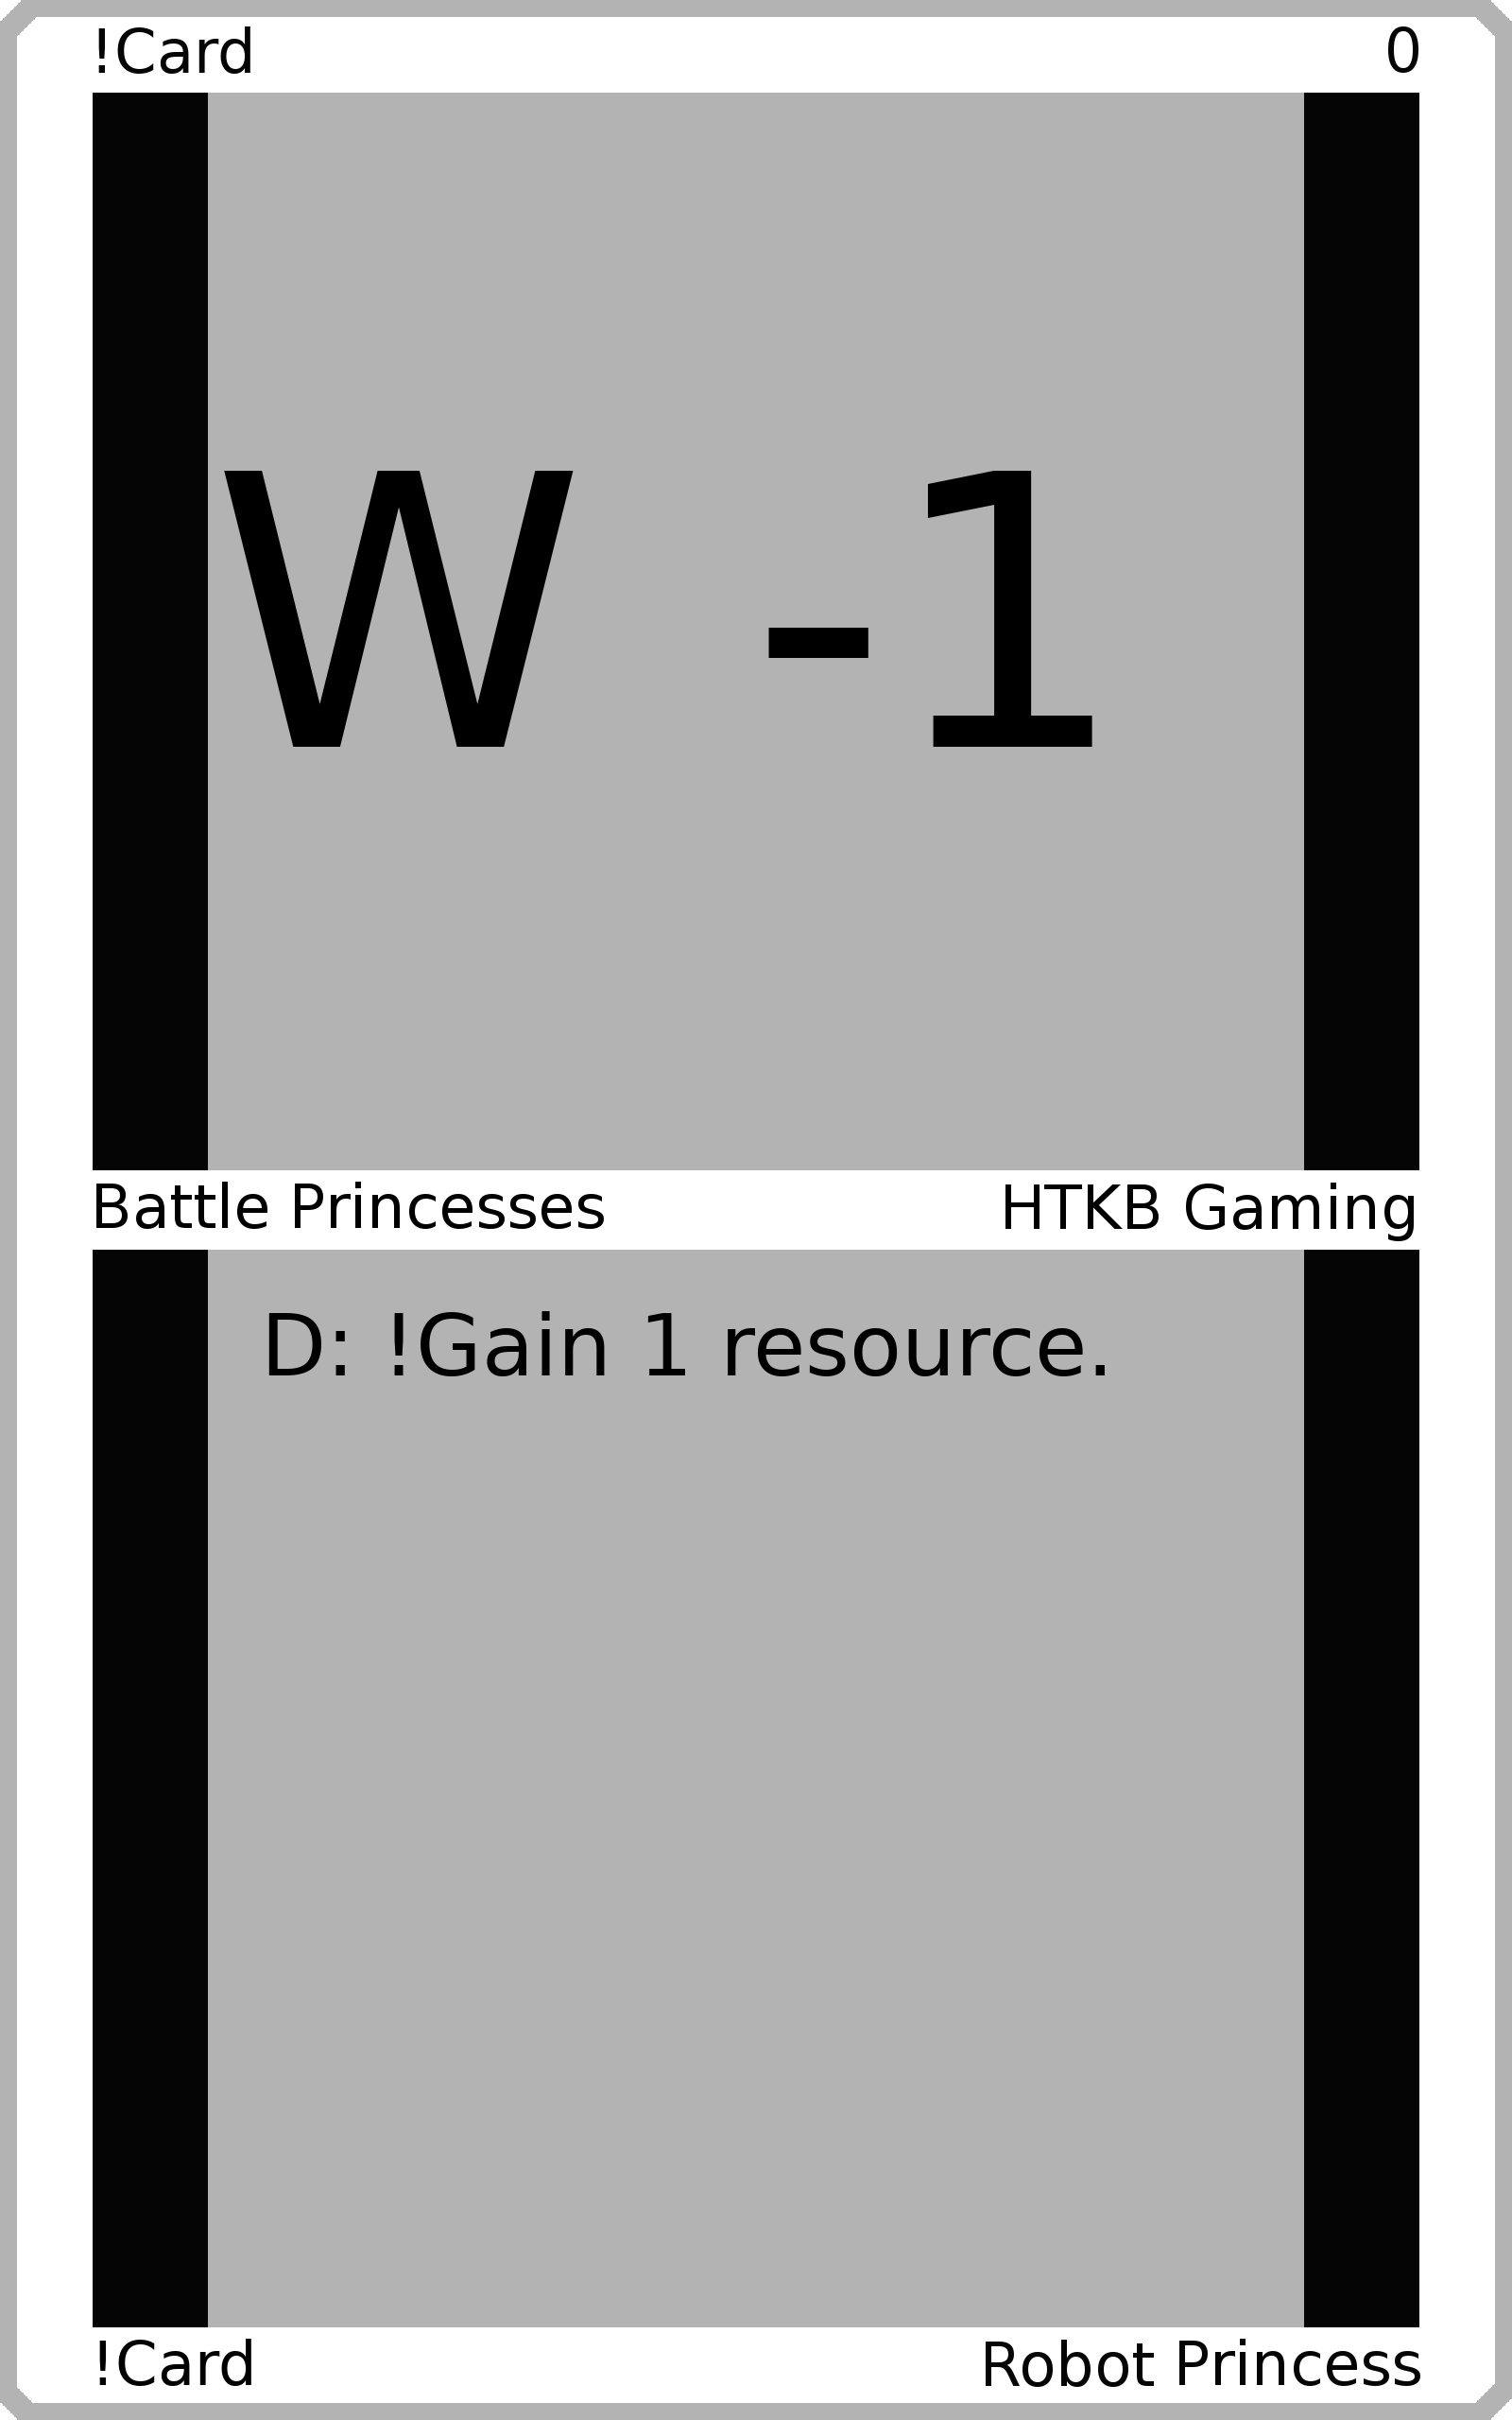 !Card 0
W -1
Battle Princesses HTKB Gaming
D: !Gain 1 resource.
!Card Robot Princess